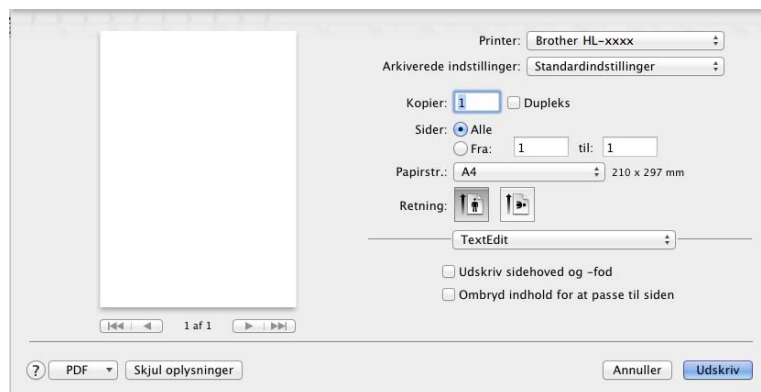 Printer: Brother HL-xxxx
Arkiverede indstillinger: Standardindstillinger
Kopier: 1 Dupleks
Sider: Alle
Fra: 1 til: 1
Papirstr.: A4 210 x 297 mm
Retning:
TextEdit
Udskriv sidehoved og -fod
Ombryd indhold for at passe til siden
1 af 1
? PDF Skjul oplysninger Annuller Udskriv